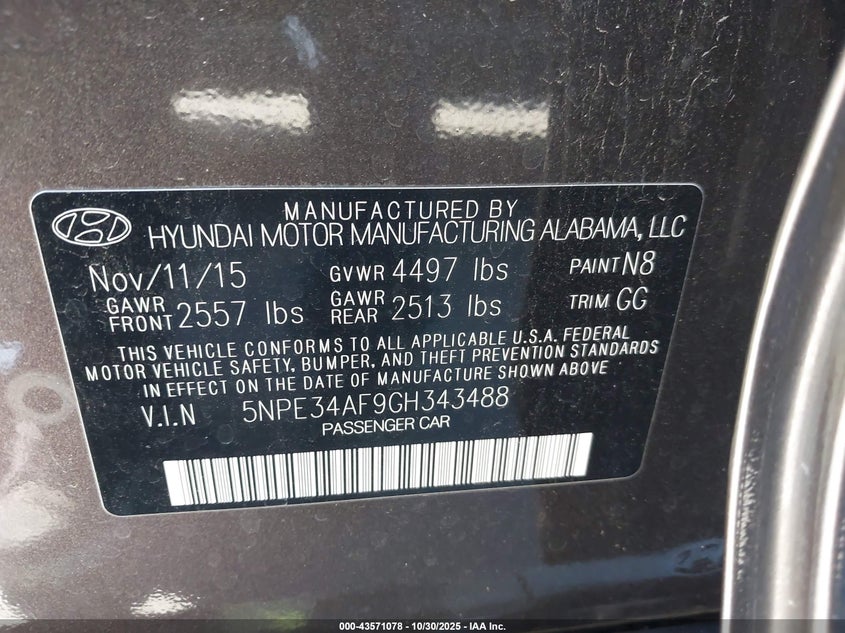 MANUFACTURED BY
HYUNDAI MOTOR MANUFACTURING ALABAMA, LLC
Nov/11/15 GVWR 4497 lbs PAINT N8
GAWR FRONT 2557 lbs GAWR REAR 2513 lbs TRIM GG
THIS VEHICLE CONFORMS TO ALL APPLICABLE U.S.A. FEDERAL
MOTOR VEHICLE SAFETY, BUMPER, AND THEFT PREVENTION STANDARDS
IN EFFECT ON THE DATE OF MANUFACTURE SHOWN ABOVE
V.I.N 5NPE34AF9GH343488
PASSENGER CAR
000-43571078 - 10/30/2025 - IAA Inc.